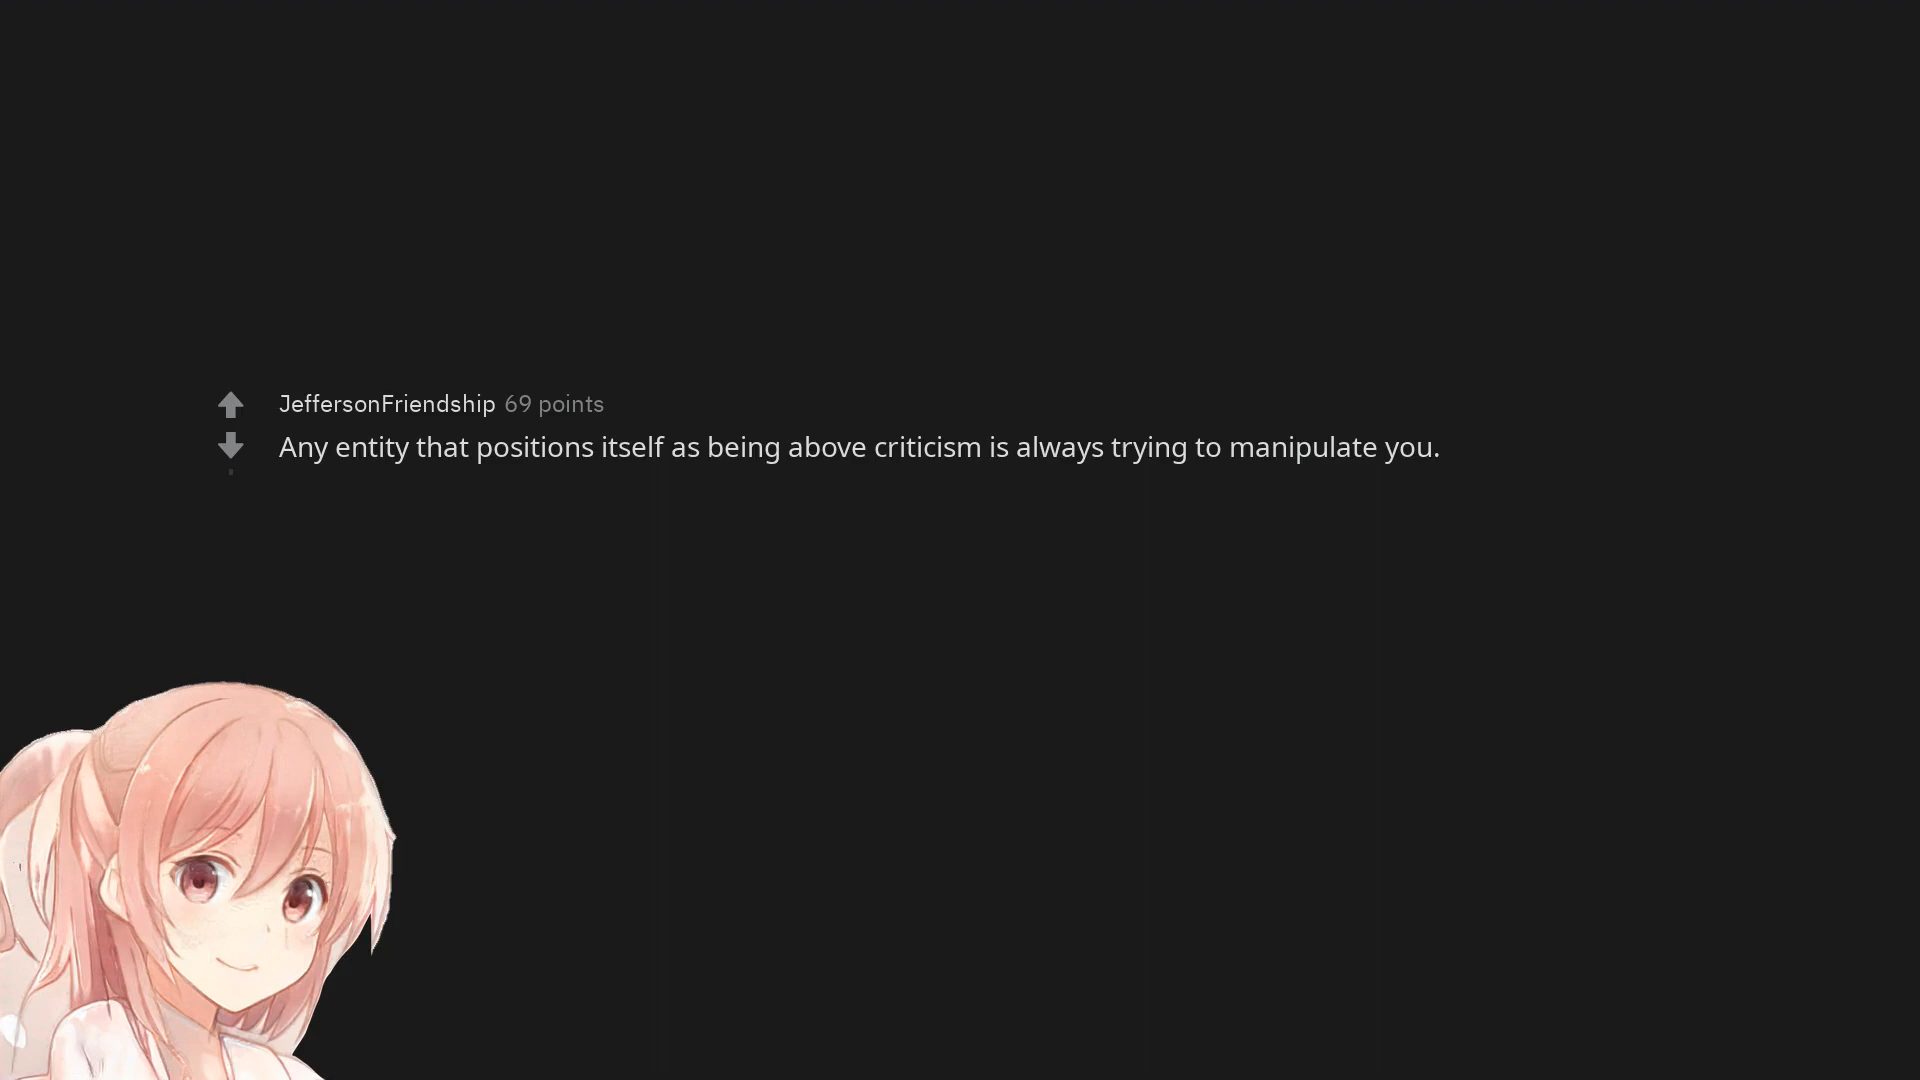 JeffersonFriendship 69 points
Any entity that positions itself as being above criticism is always trying to manipulate you.